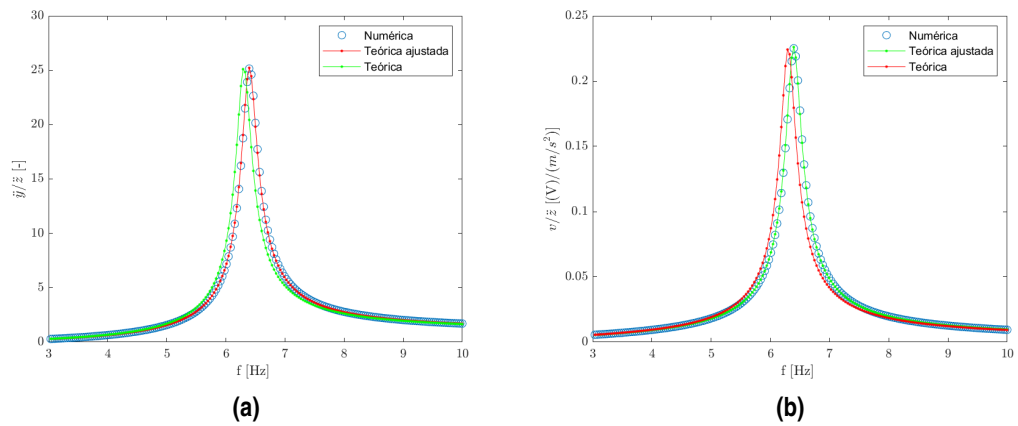 30
25
20
15
10
5
0
ÿ/z̈ [-]
3 4 5 6 7 8 9 10
f [Hz]
Numérica
Teórica ajustada
Teórica
(a)
0.25
0.2
0.15
0.1
0.05
0
v/z̈ [(V)/(m/s²)]
3 4 5 6 7 8 9 10
f [Hz]
Numérica
Teórica ajustada
Teórica
(b)